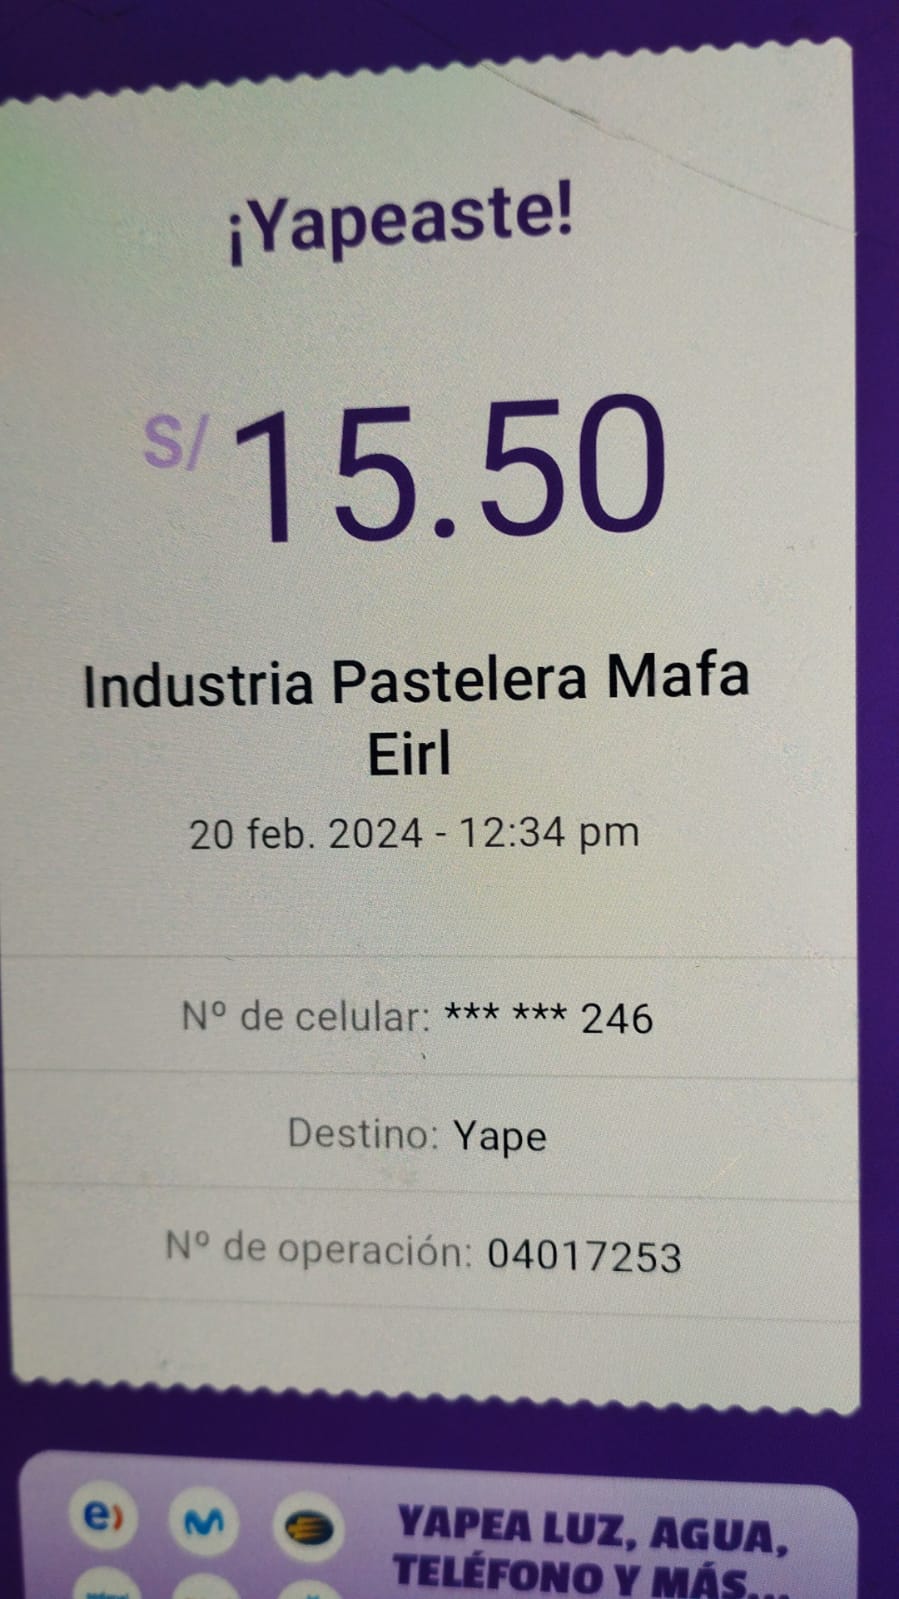 ¡Yapeaste!
S/ 15.50
Industria Pastelera Mafa
Eirl
20 feb. 2024 - 12:34 pm
Nº de celular: *** *** 246
Destino: Yape
Nº de operación: 04017253
e)
YAPEA LUZ, AGUA,
TELÉFONO Y MÁS...